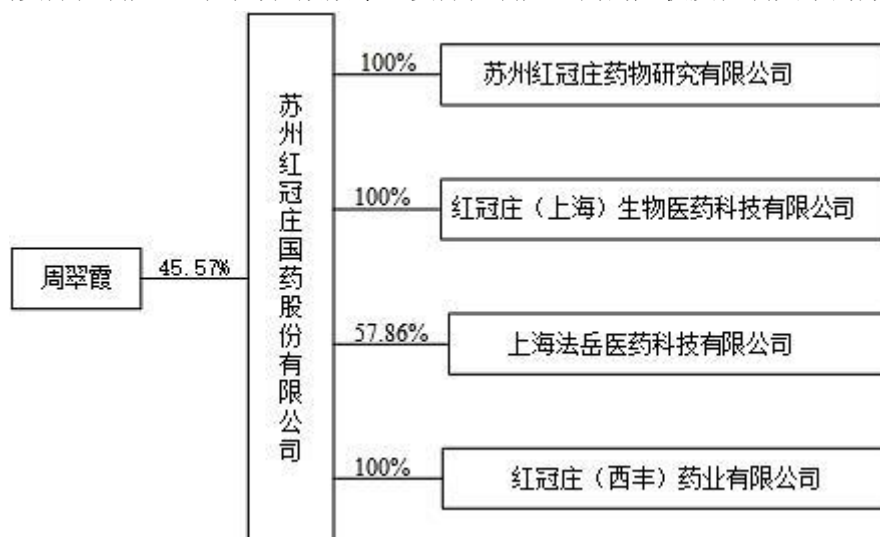 周翠霞
45.57%
苏州红冠庄国药股份有限公司
100%
苏州红冠庄药物研究有限公司
100%
红冠庄（上海）生物医药科技有限公司
57.86%
上海法岳医药科技有限公司
100%
红冠庄（西丰）药业有限公司